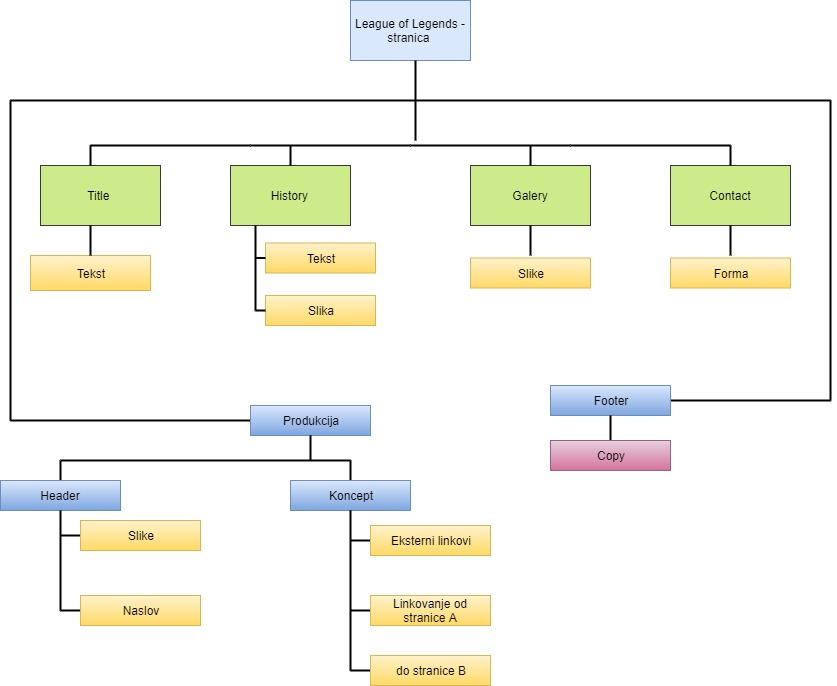 League of Legends -
stranica
Title
History
Galery
Contact
Tekst
Tekst
Slika
Slike
Forma
Produkcija
Footer
Copy
Header
Koncept
Slike
Naslov
Eksterni linkovi
Linkovanje od
stranice A
do stranice B